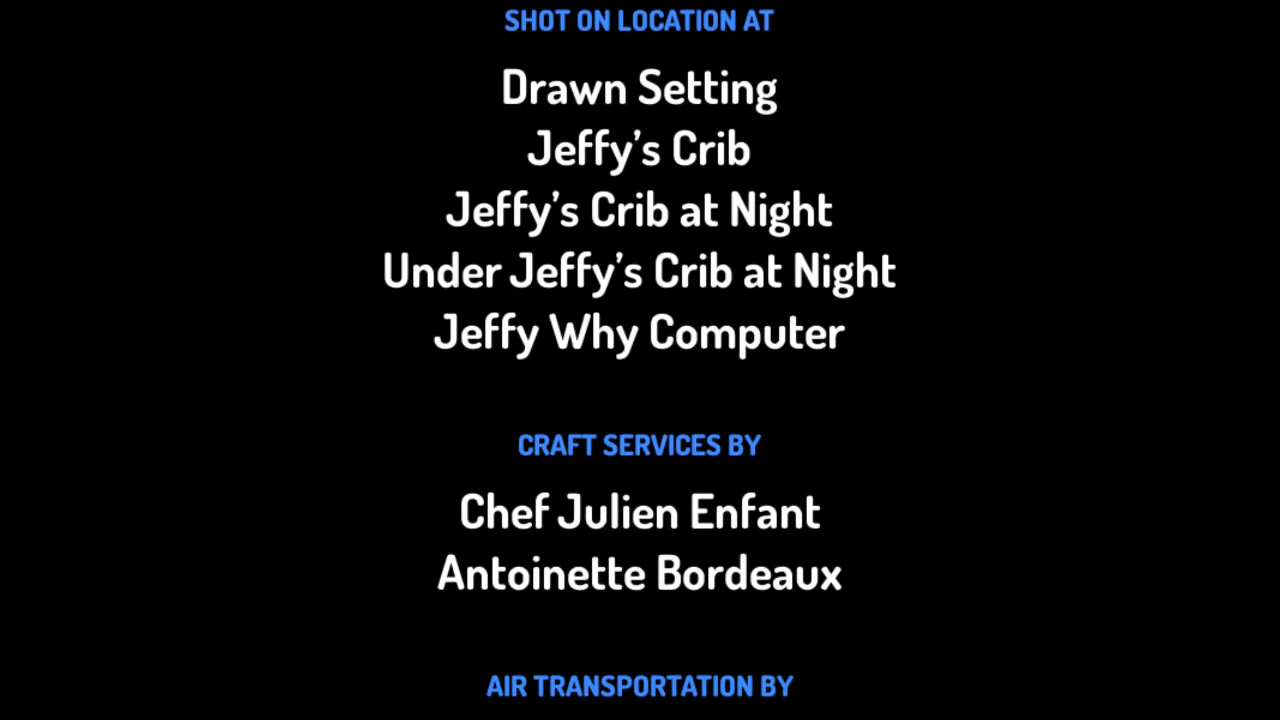 SHOT ON LOCATION AT
Drawn Setting
Jeffy’s Crib
Jeffy’s Crib at Night
Under Jeffy’s Crib at Night
Jeffy Why Computer
CRAFT SERVICES BY
Chef Julien Enfant
Antoinette Bordeaux
AIR TRANSPORTATION BY